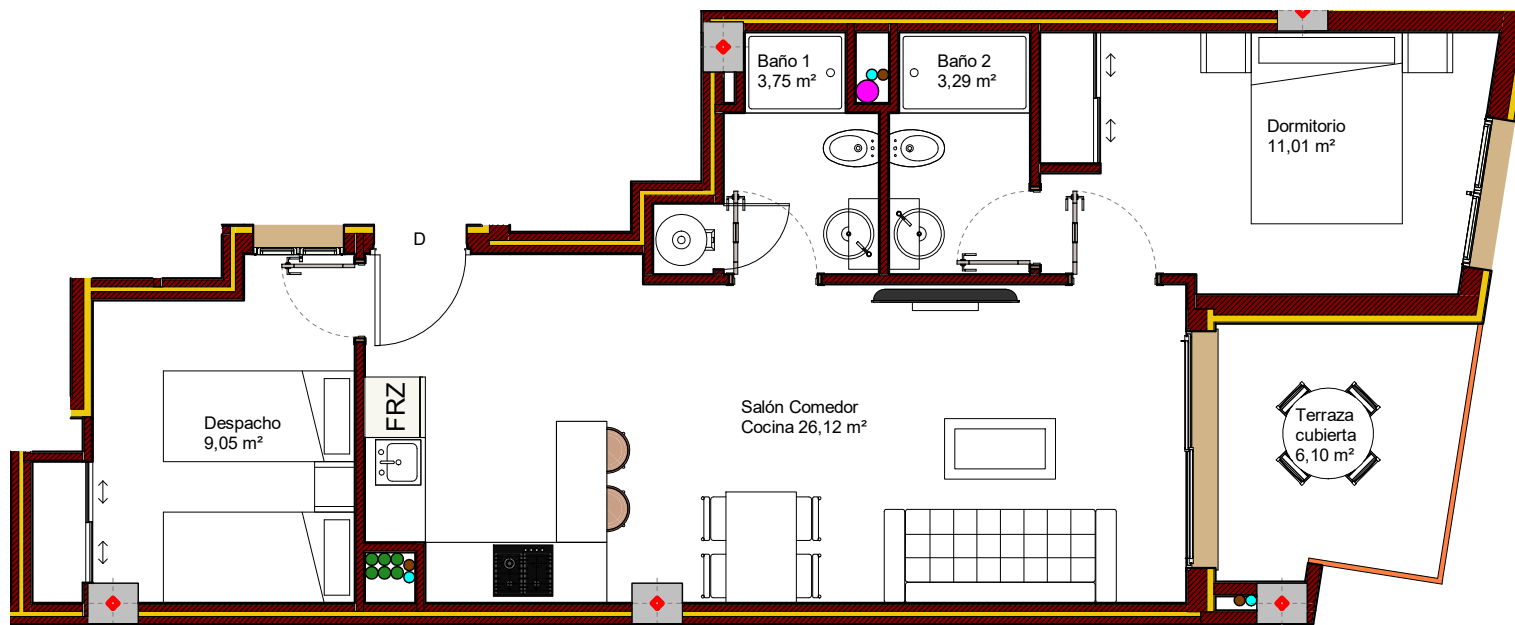 Baño 1
3,75 m²
Baño 2
3,29 m²
Dormitorio
11,01 m²
D
FRZ
Despacho
9,05 m²
Salón Comedor
Cocina 26,12 m²
Terraza
cubierta
6,10 m²